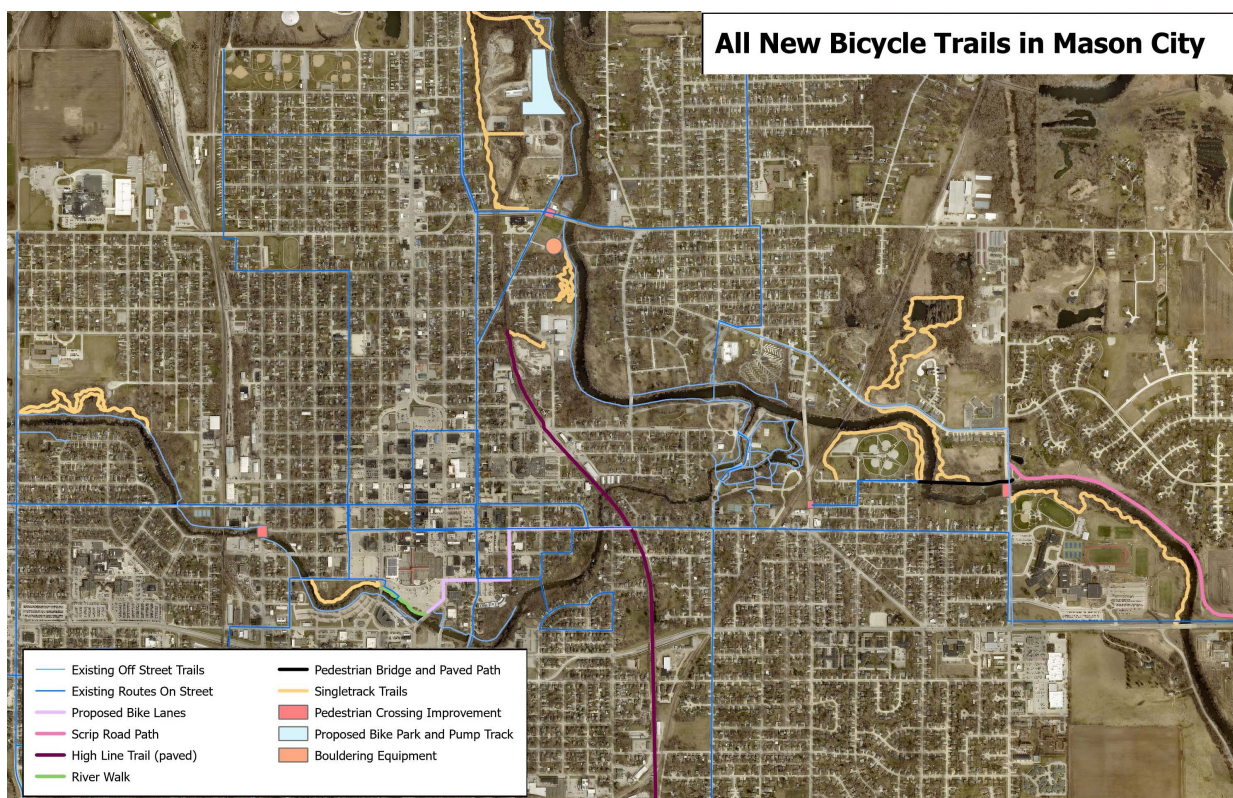 All New Bicycle Trails in Mason City
Existing Off Street Trails
Existing Routes On Street
Proposed Bike Lanes
Scrip Road Path
High Line Trail (paved)
River Walk
Pedestrian Bridge and Paved Path
Singletrack Trails
Pedestrian Crossing Improvement
Proposed Bike Park and Pump Track
Bouldering Equipment